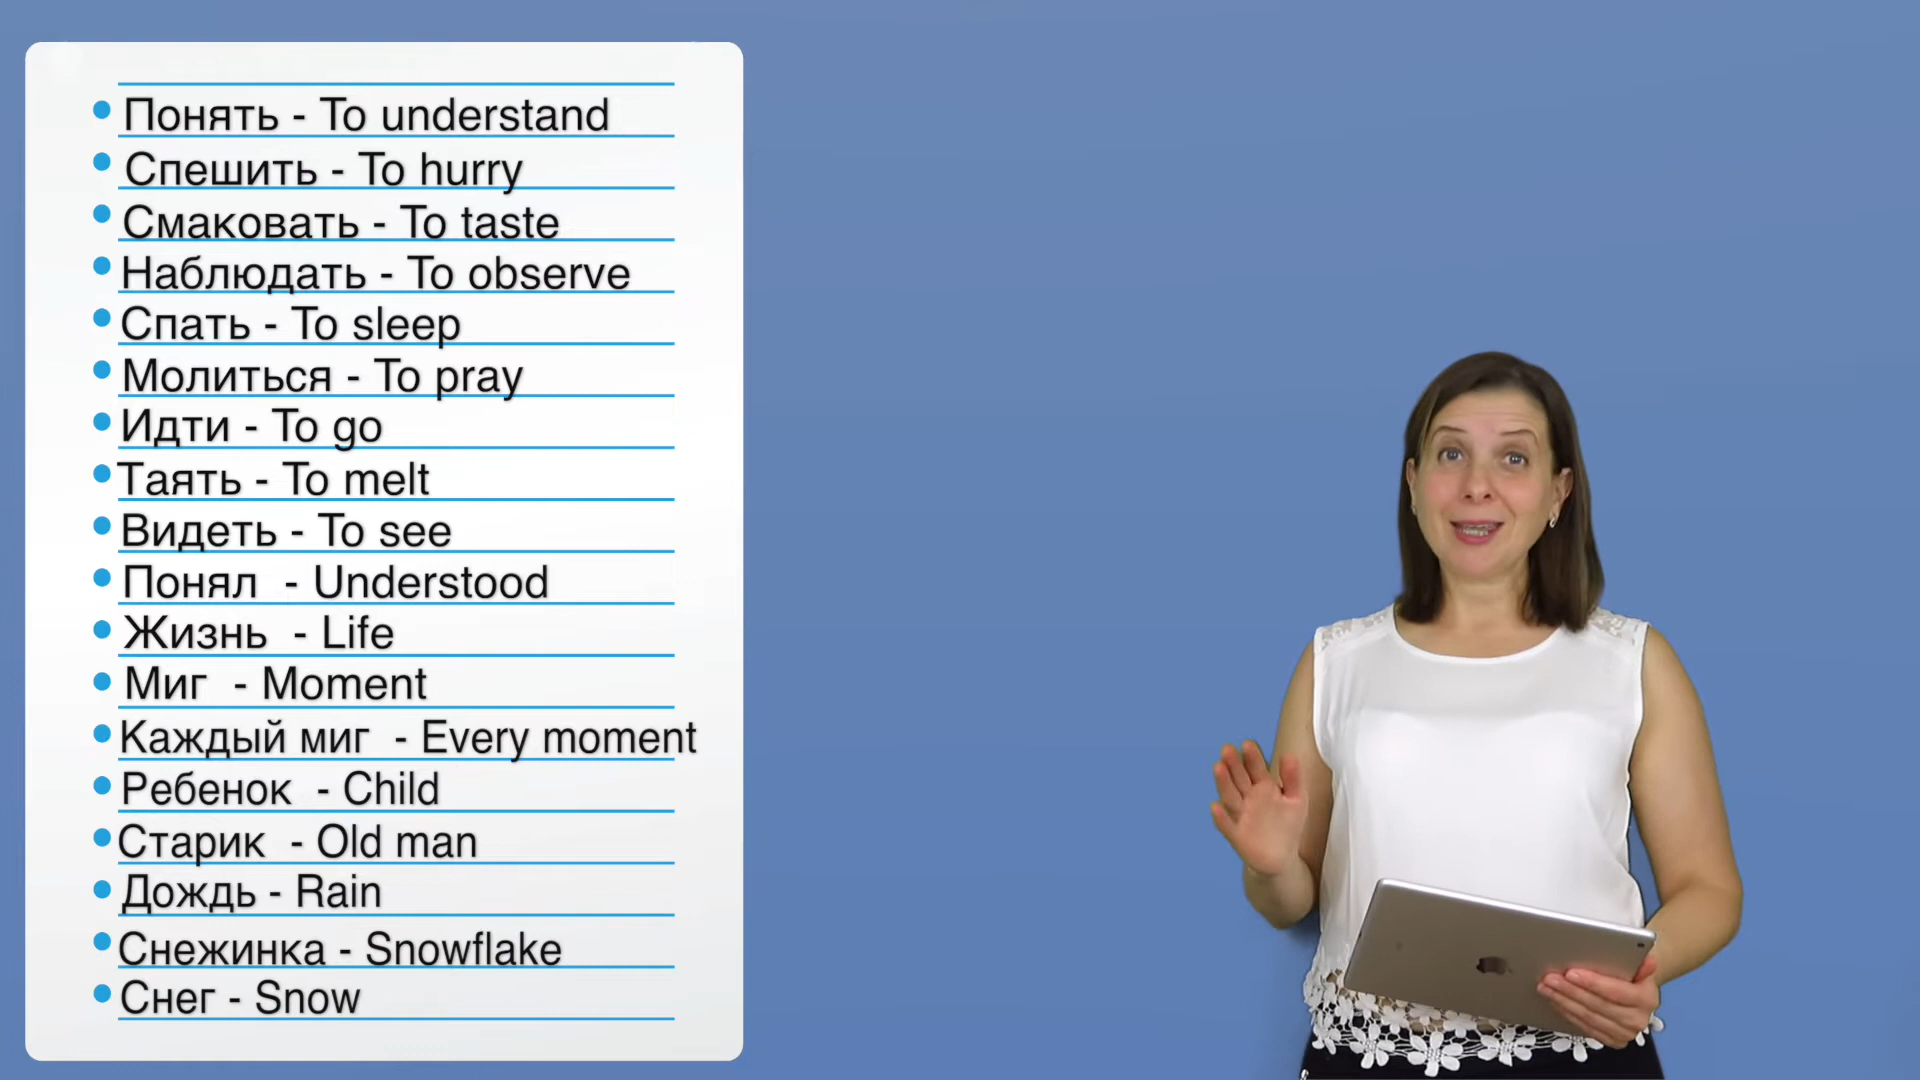 Понять - To understand
Спешить - To hurry
Смаковать - To taste
Наблюдать - To observe
Спать - To sleep
Молиться - To pray
Идти - To go
Таять - To melt
Видеть - To see
Понял - Understood
Жизнь - Life
Миг - Moment
Каждый миг - Every moment
Ребенок - Child
Старик - Old man
Дождь - Rain
Снежинка - Snowflake
Снег - Snow